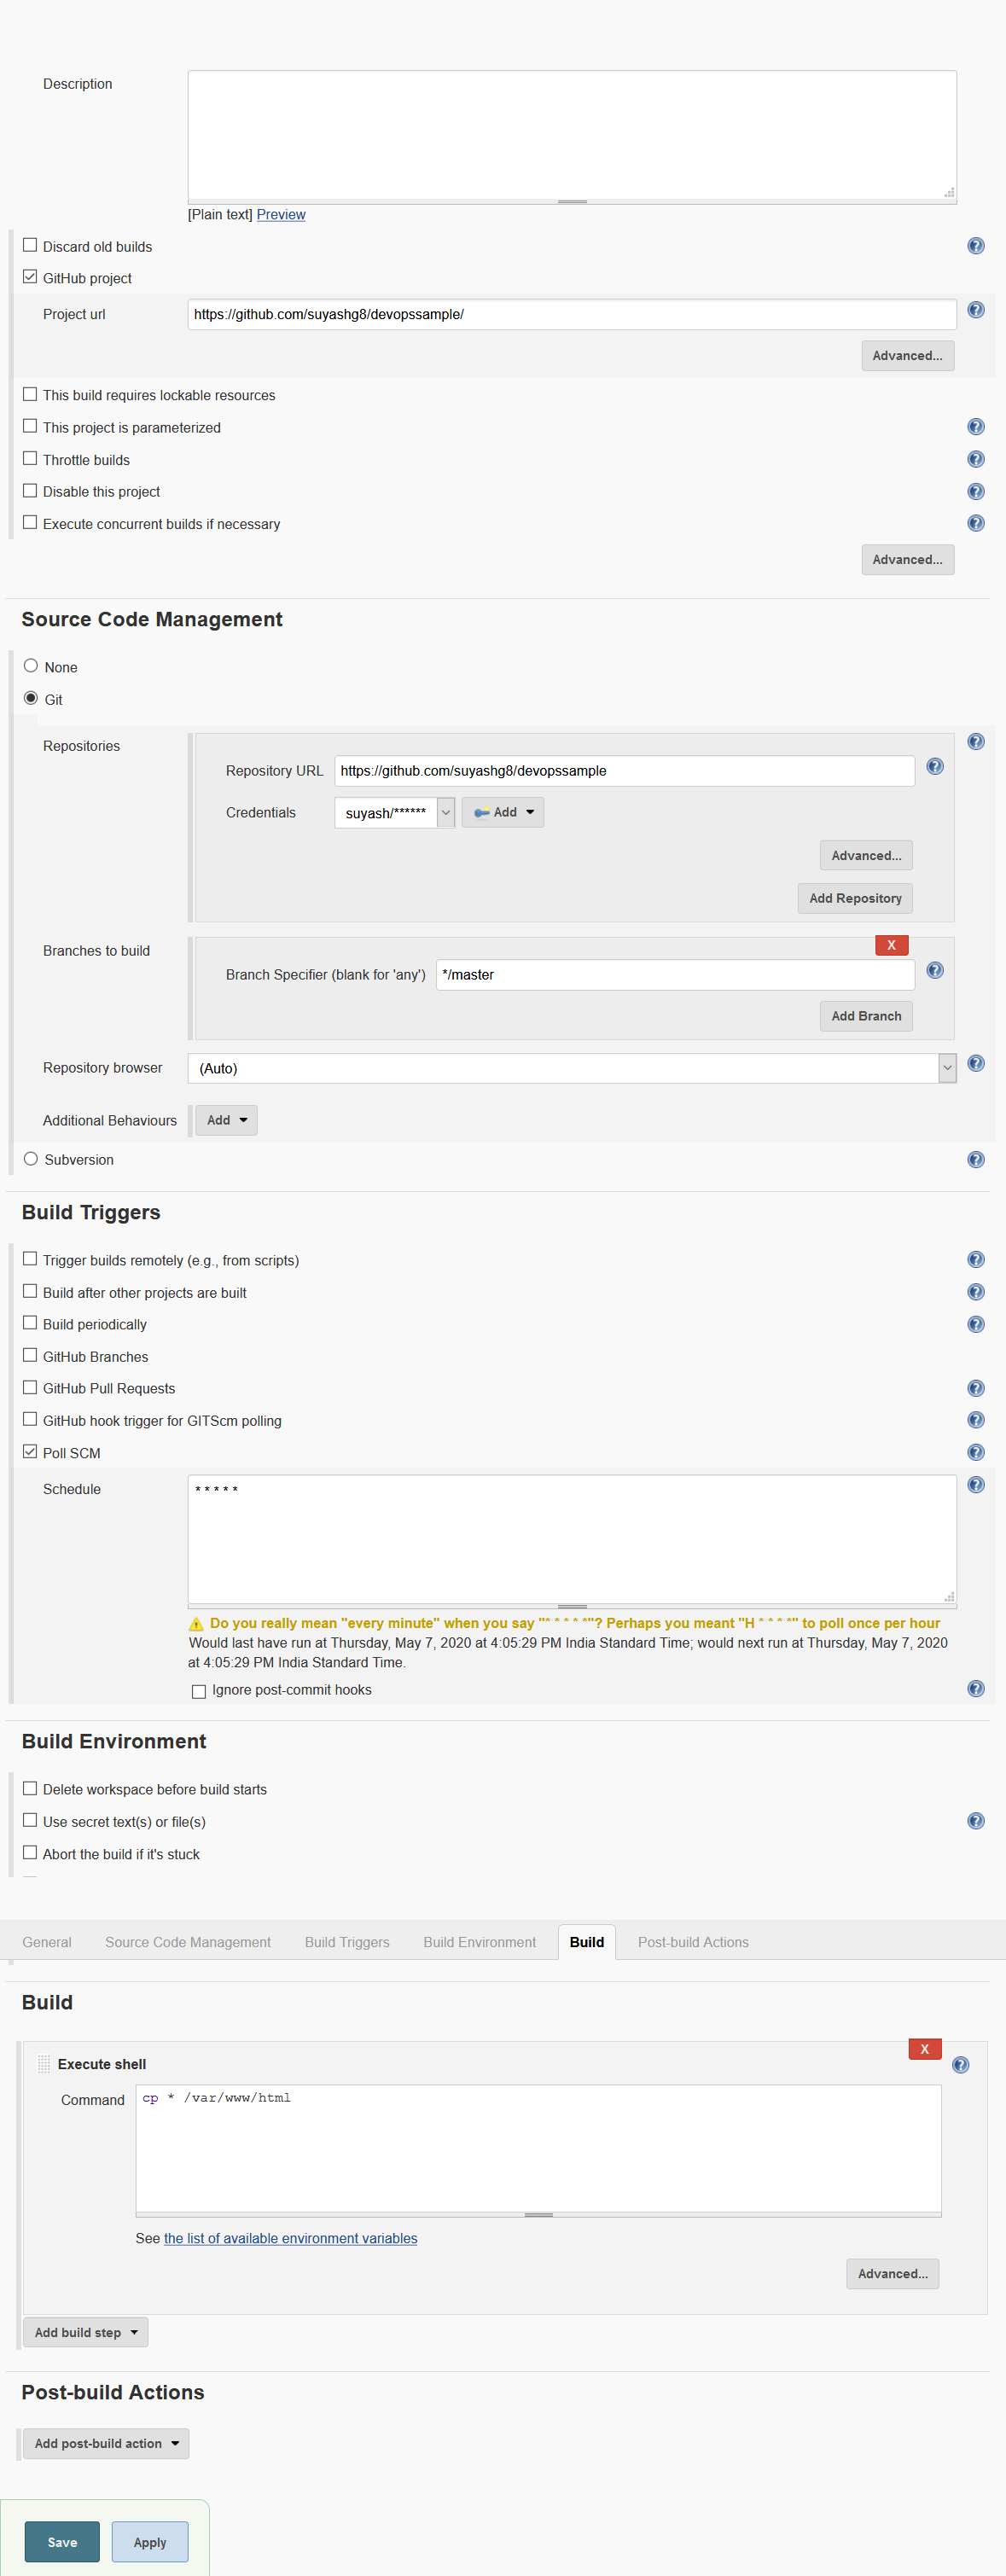 Description
[Plain text] Preview
Discard old builds
GitHub project
Project url https://github.com/suyashg8/devopssample/
Advanced...
This build requires lockable resources
This project is parameterized
Throttle builds
Disable this project
Execute concurrent builds if necessary
Advanced...
Source Code Management
None
Git
Repositories
Repository URL https://github.com/suyashg8/devopssample
Credentials suyash/****** Add
Advanced...
Add Repository
Branches to build X
Branch Specifier (blank for 'any') */master
Add Branch
Repository browser (Auto)
Additional Behaviours Add
Subversion
Build Triggers
Trigger builds remotely (e.g., from scripts)
Build after other projects are built
Build periodically
GitHub Branches
GitHub Pull Requests
GitHub hook trigger for GITScm polling
Poll SCM
Schedule * * * * *
Do you really mean "every minute" when you say "* * * * *"? Perhaps you meant "H * * * *" to poll once per hour
Would last have run at Thursday, May 7, 2020 at 4:05:29 PM India Standard Time; would next run at Thursday, May 7, 2020
at 4:05:29 PM India Standard Time.
Ignore post-commit hooks
Build Environment
Delete workspace before build starts
Use secret text(s) or file(s)
Abort the build if it's stuck
General Source Code Management Build Triggers Build Environment Build Post-build Actions
Build
X
Execute shell
Command cp * /var/www/html
See the list of available environment variables
Advanced...
Add build step
Post-build Actions
Add post-build action
Save Apply